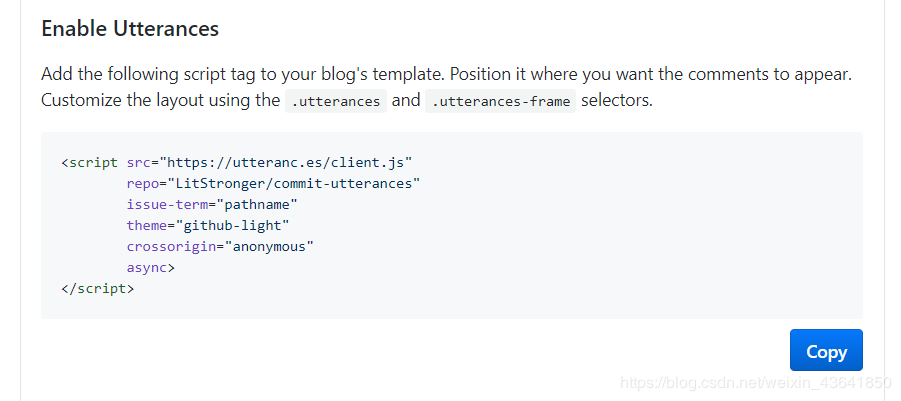 Enable Utterances
Add the following script tag to your blog's template. Position it where you want the comments to appear.
Customize the layout using the .utterances and .utterances-frame selectors.
<script src="https://utteranc.es/client.js"
repo="LitStronger/commit-utterances"
issue-term="pathname"
theme="github-light"
crossorigin="anonymous"
async>
</script>
Copy
https://blog.csdn.net/weixin_43641850